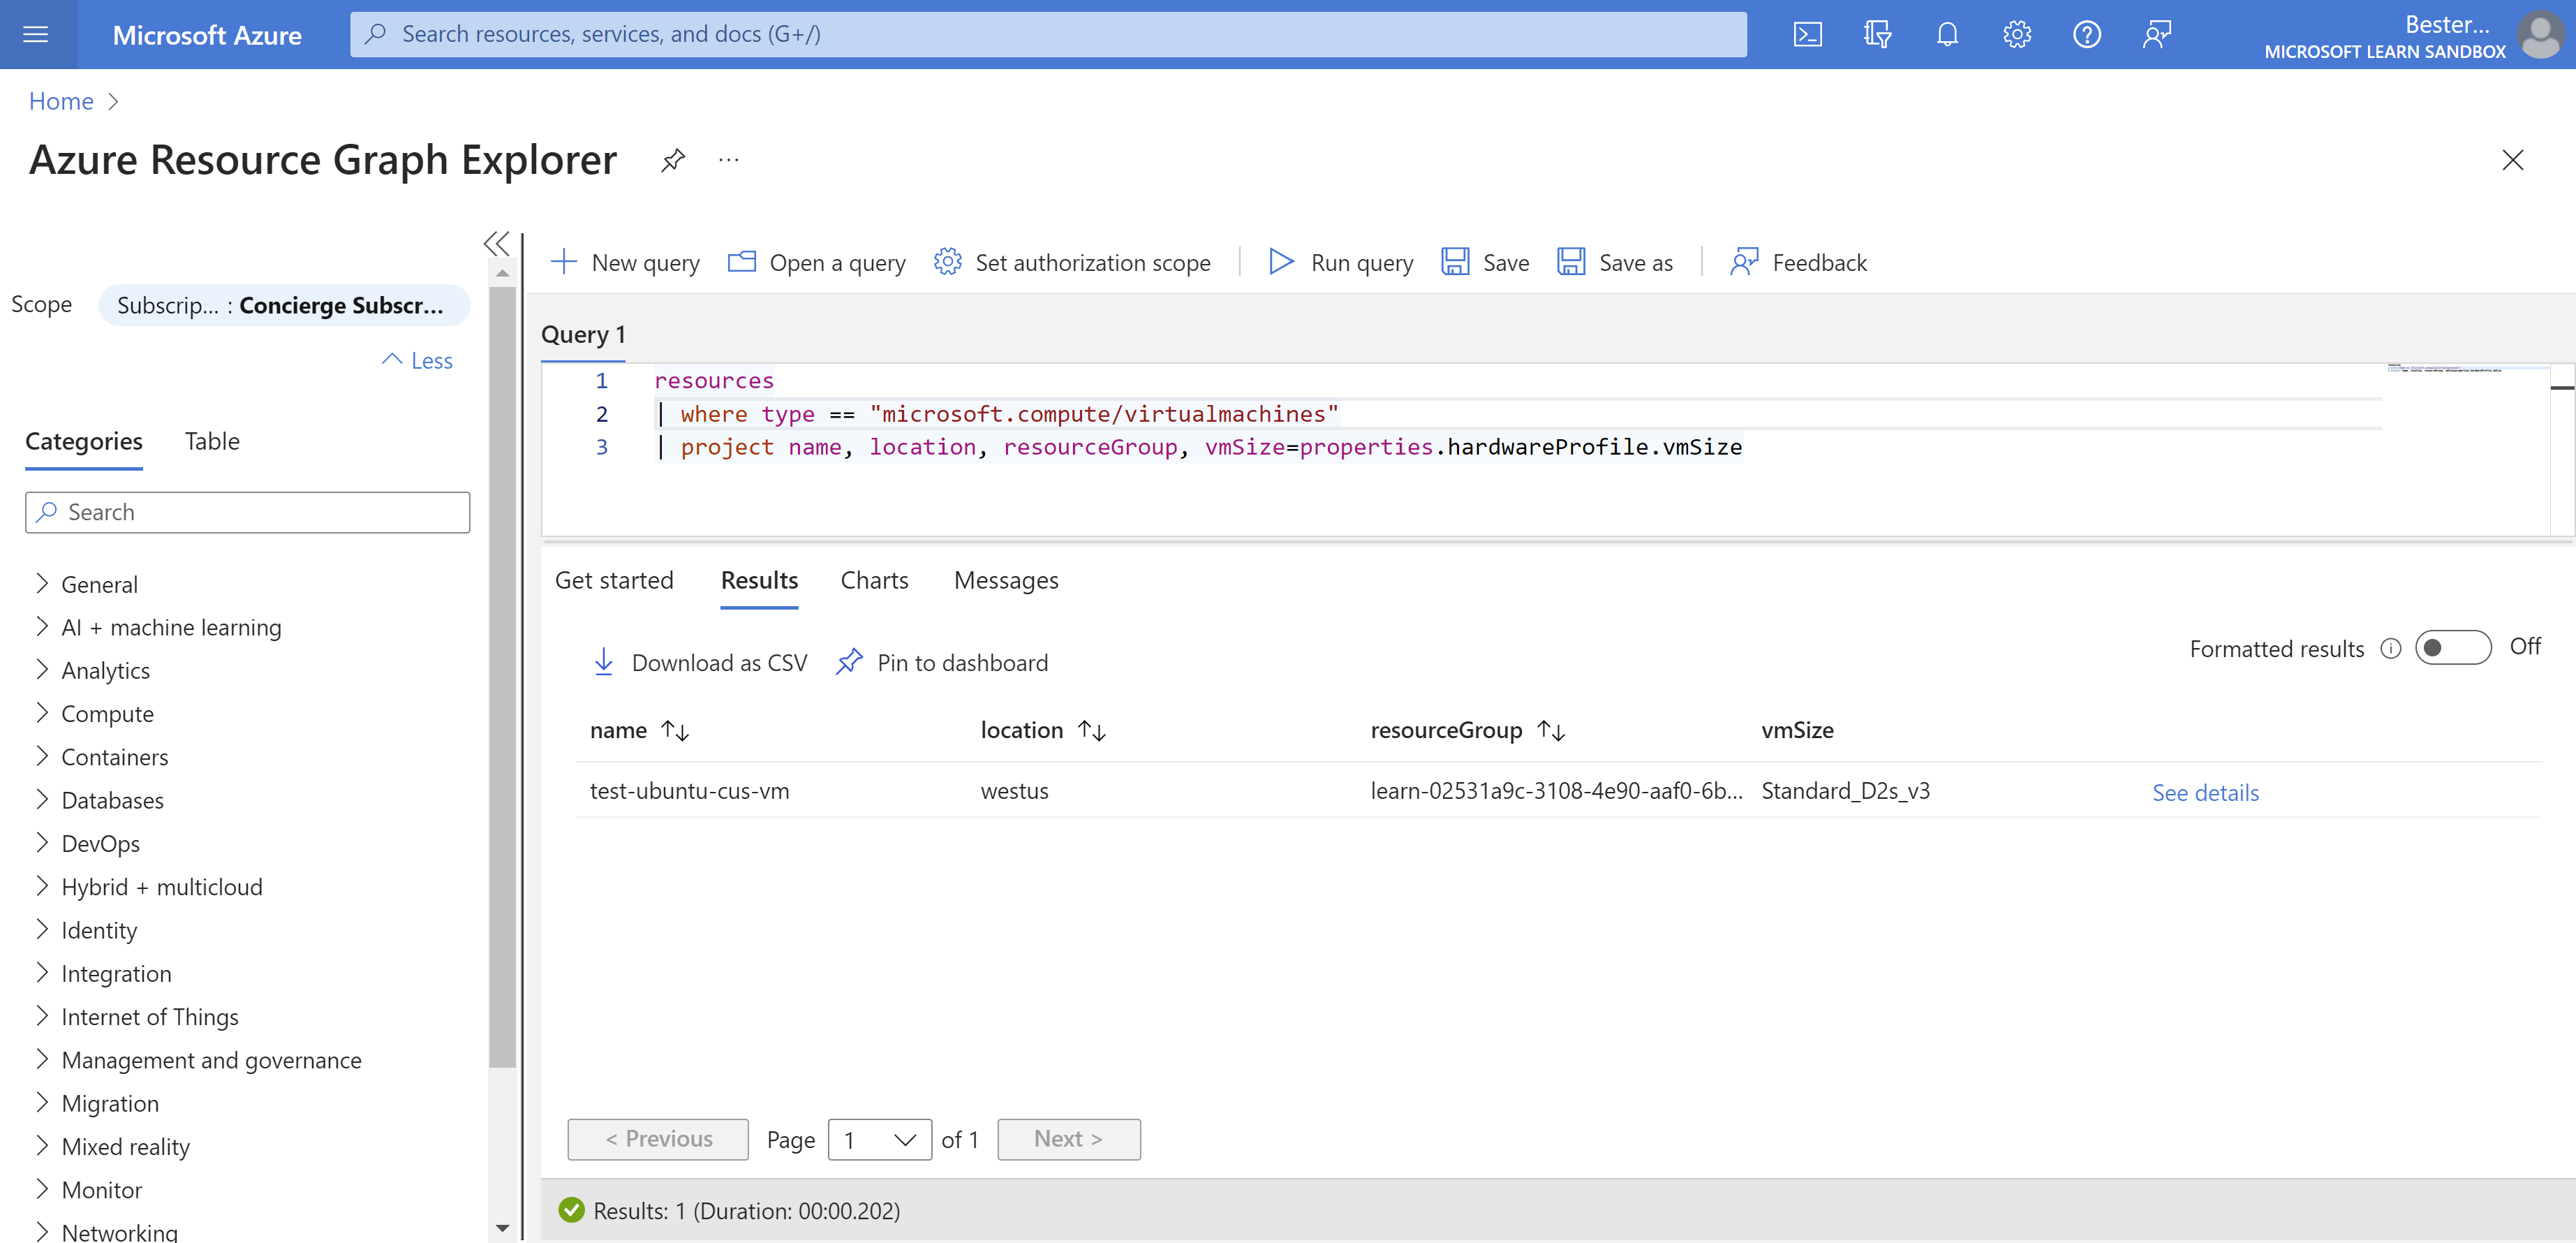 Microsoft Azure
Search resources, services, and docs (G+/)
Bester...
MICROSOFT LEARN SANDBOX
Home
Azure Resource Graph Explorer
...
Scope
Subscrip... : Concierge Subscr...
Less
Categories
Table
Search
General
AI + machine learning
Analytics
Compute
Containers
Databases
DevOps
Hybrid + multicloud
Identity
Integration
Internet of Things
Management and governance
Migration
Mixed reality
Monitor
Networking
New query
Open a query
Set authorization scope
Run query
Save
Save as
Feedback
Query 1
1 resources
2 | where type == "microsoft.compute/virtualmachines"
3 | project name, location, resourceGroup, vmSize=properties.hardwareProfile.vmSize
Get started
Results
Charts
Messages
Download as CSV
Pin to dashboard
Formatted results
Off
name location resourceGroup vmSize
test-ubuntu-cus-vm westus learn-02531a9c-3108-4e90-aaf0-6b... Standard_D2s_v3 See details
< Previous Page 1 of 1 Next >
Results: 1 (Duration: 00:00.202)